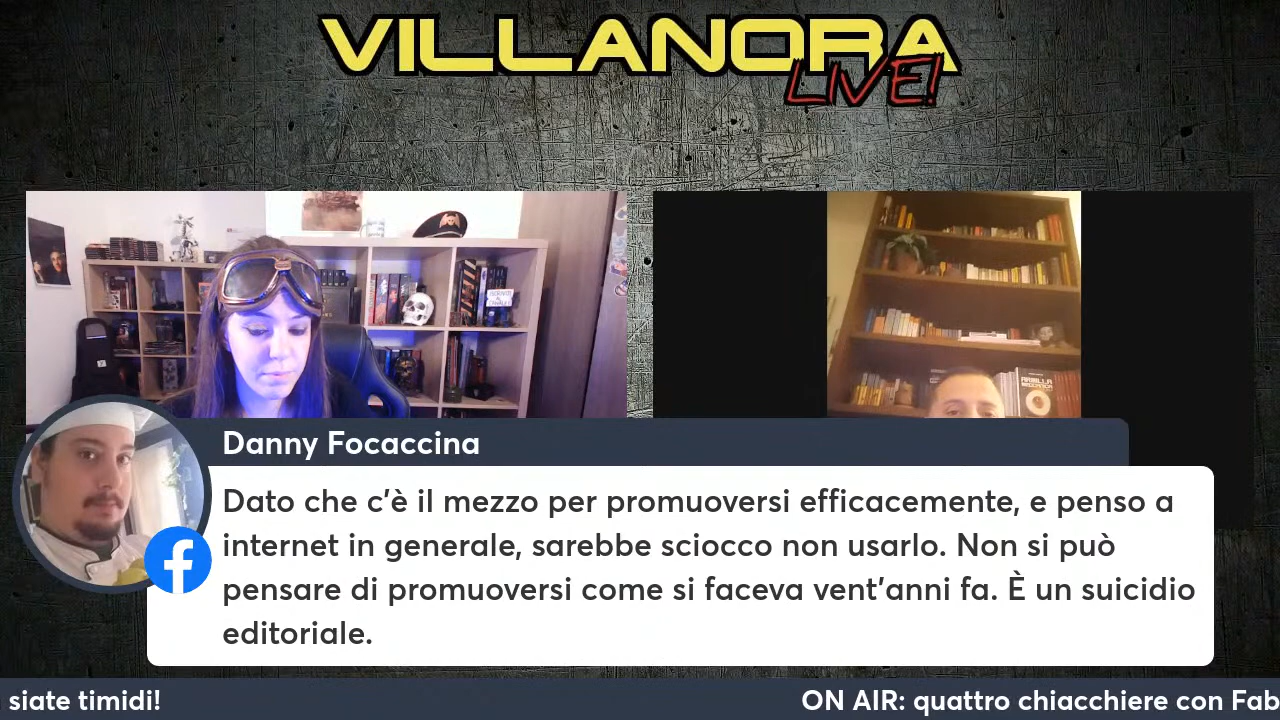 VILLANORA
LIVE!
Danny Focaccina
Dato che c'è il mezzo per promuoversi efficacemente, e penso a
internet in generale, sarebbe sciocco non usarlo. Non si può
pensare di promuoversi come si faceva vent'anni fa. È un suicidio
editoriale.
siate timidi!
ON AIR: quattro chiacchiere con Fab